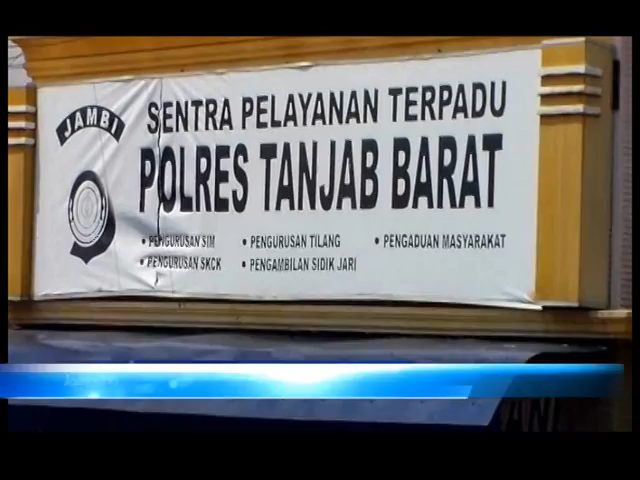 JAMBI
SENTRA PELAYANAN TERPADU
POLRES TANJAB BARAT
• PENGURUSAN SIM • PENGURUSAN TILANG • PENGADUAN MASYARAKAT
• PENGURUSAN SKCK • PENGAMBILAN SIDIK JARI